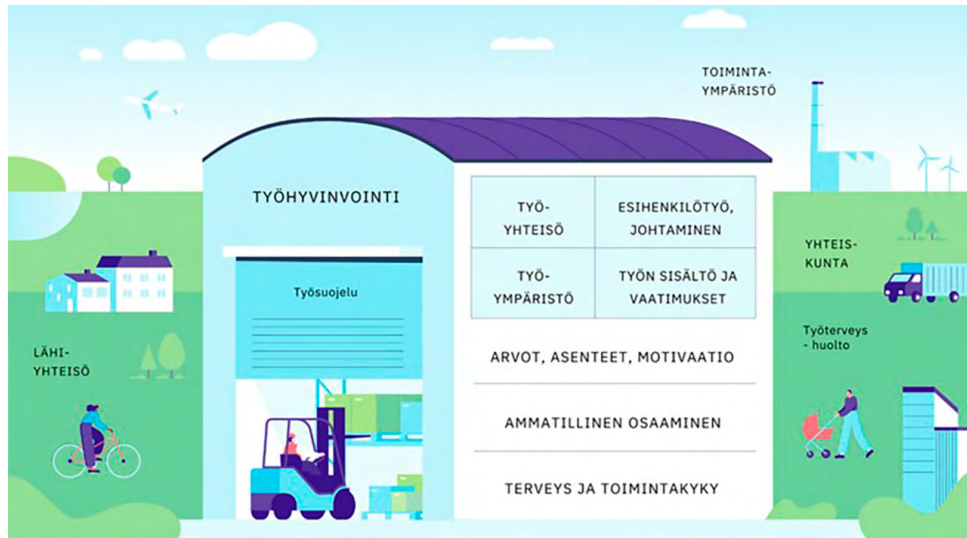 TOIMINTA-
YMPÄRISTÖ
TYÖHYVINVOINTI
TYÖ-
YHTEISÖ
ESIHENKILÖTYÖ,
JOHTAMINEN
YHTEIS-
KUNTA
TYÖ-
YMPÄRISTÖ
TYÖN SISÄLTÖ JA
VAATIMUKSET
Työsuojelu
Työterveys
- huolto
LÄHI-
YHTEISÖ
ARVOT, ASENTEET, MOTIVAATIO
AMMATILLINEN OSAAMINEN
TERVEYS JA TOIMINTAKYKY